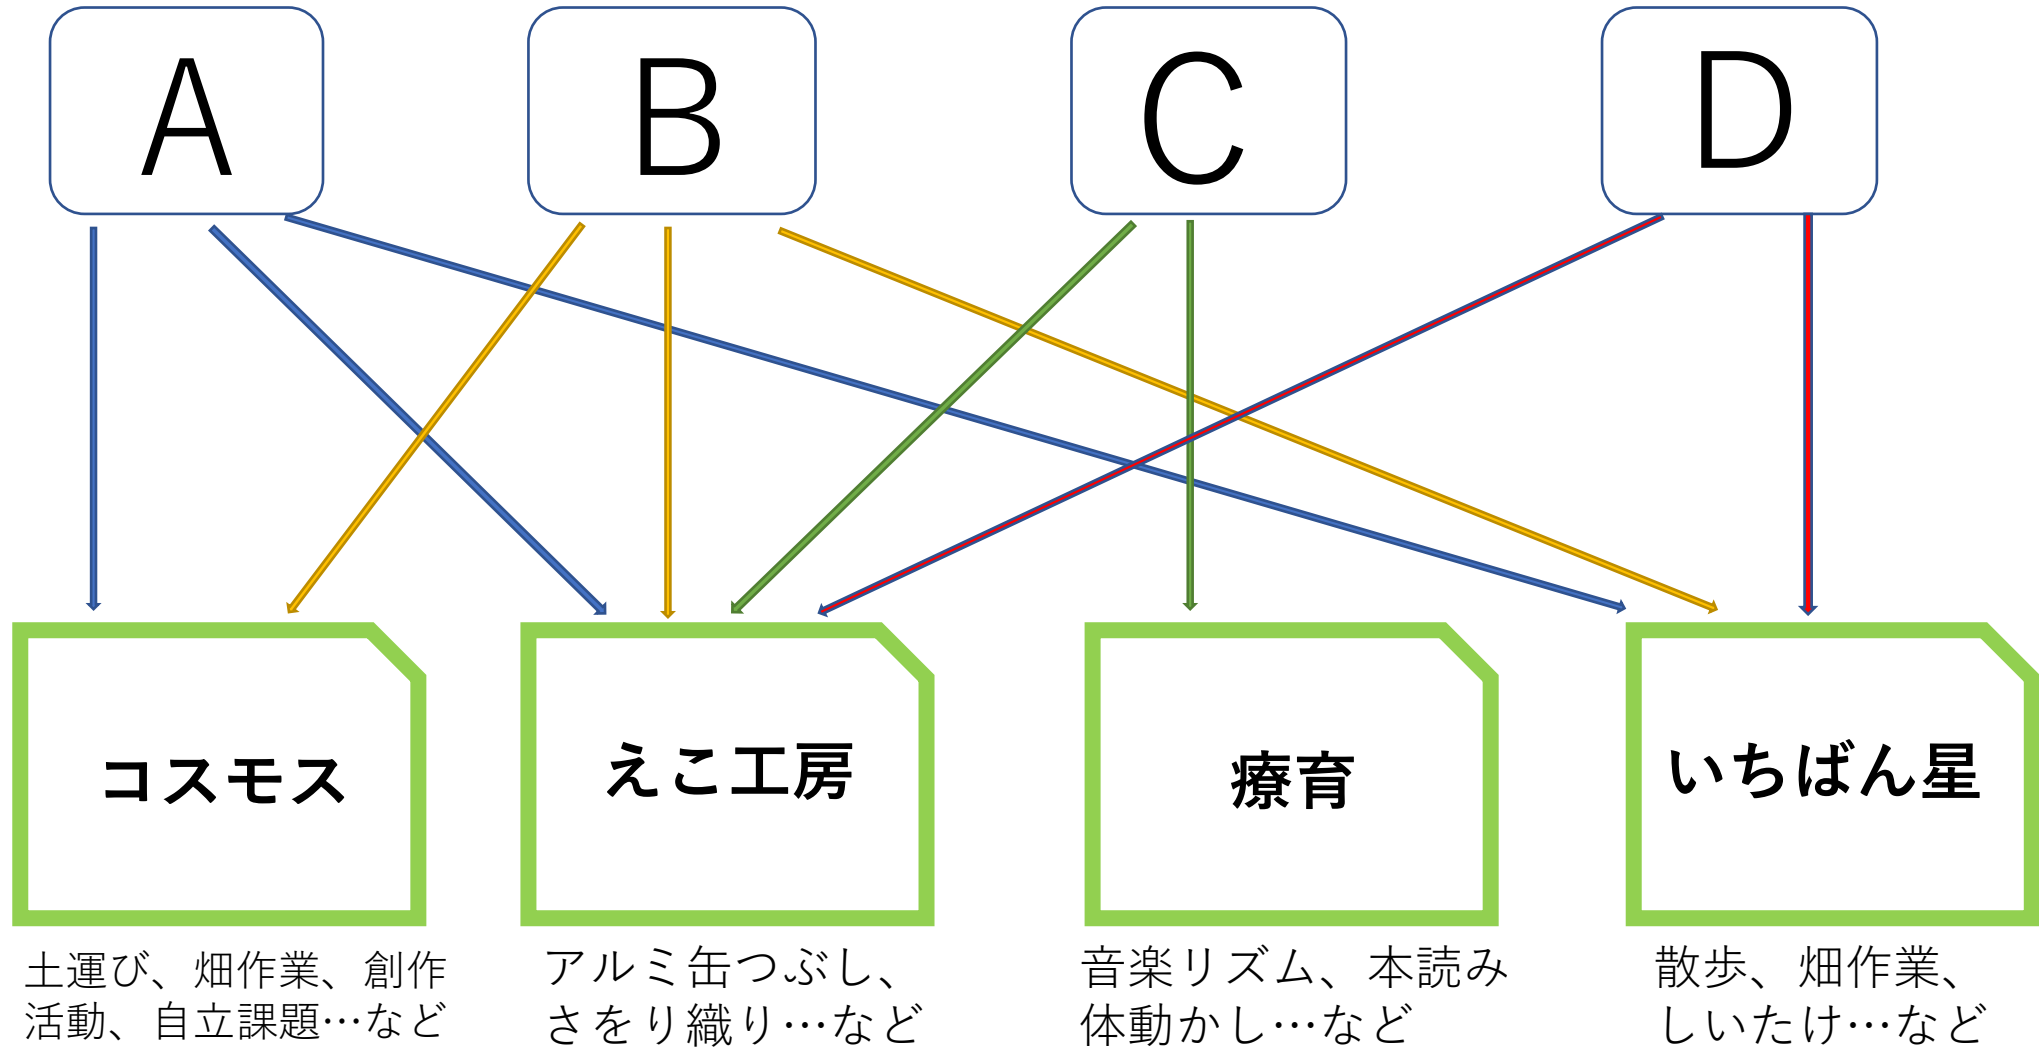 A
B
C
D
コスモス
えこ工房
療育
いちばん星
土運び、畑作業、創作
活動、自立課題…など
アルミ缶つぶし、
さをり織り…など
音楽リズム、本読み
体動かし…など
散歩、畑作業、
しいたけ…など